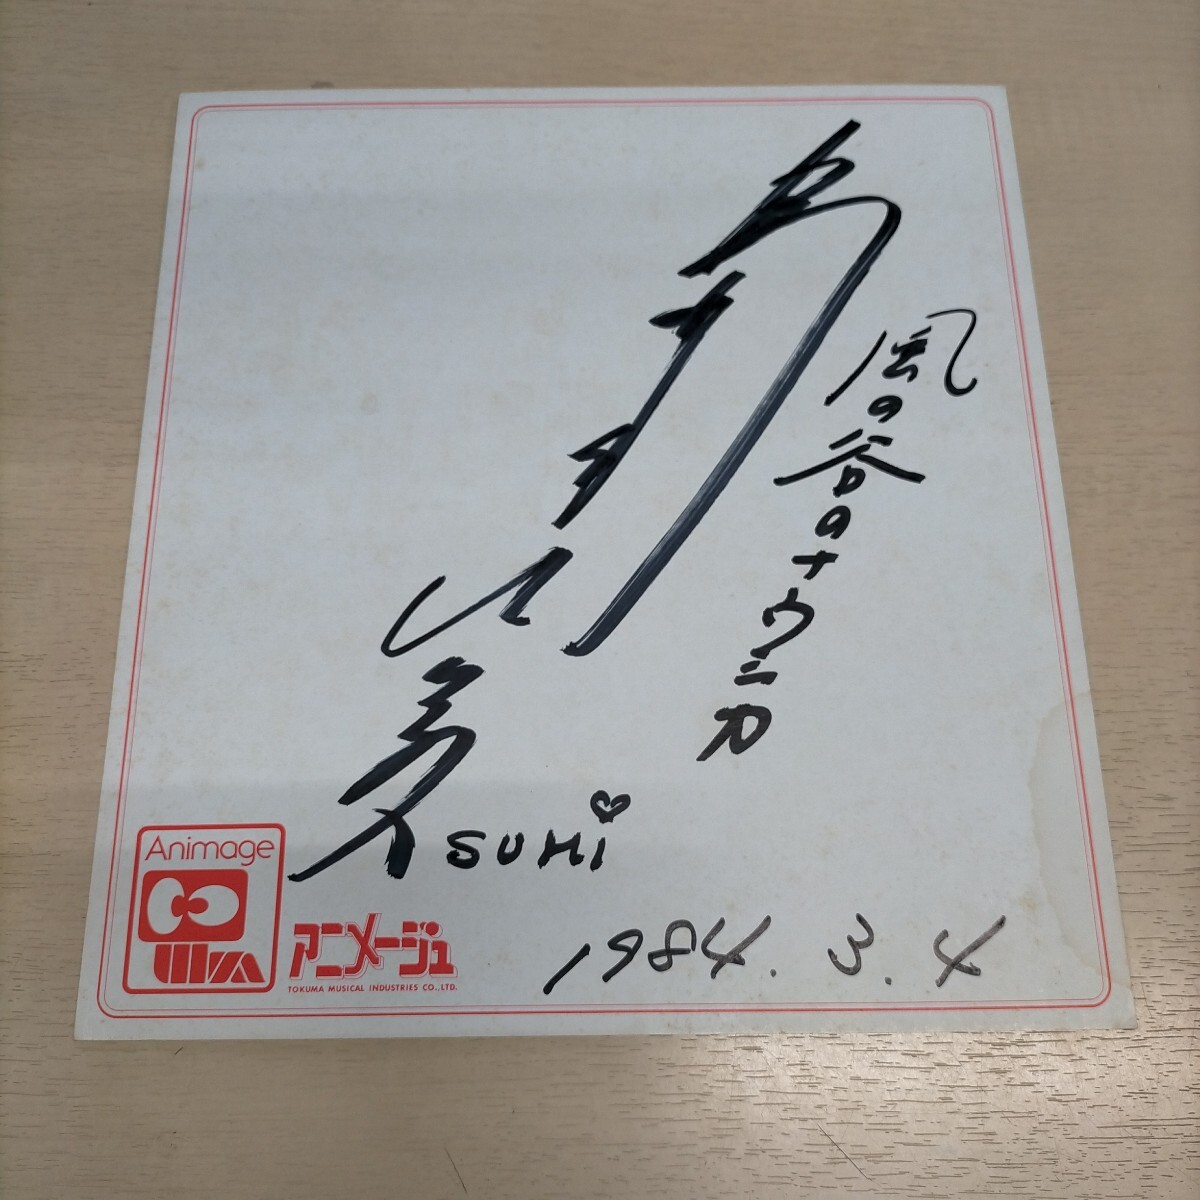 風の谷のナウシカ
SUMi♡
1984.3.4
Animage
アニメージュ
TOKUMA MUSICAL INDUSTRIES CO.,LTD.